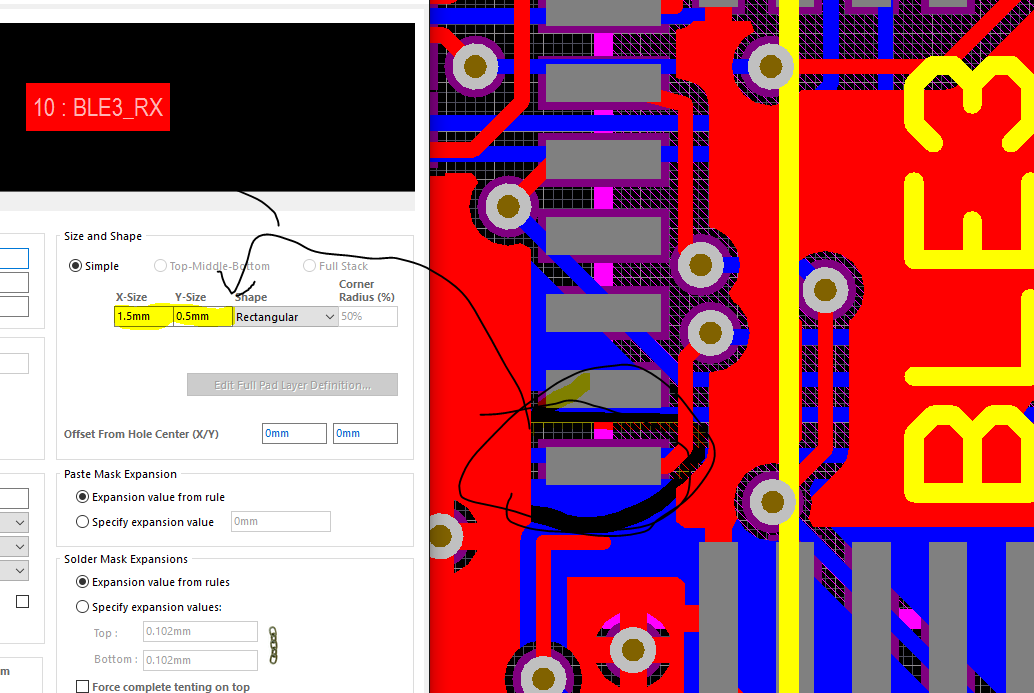 10 : BLE3_RX
Size and Shape
Simple
Top-Middle-Bottom
Full Stack
X-Size
Y-Size
Shape
Corner
Radius (%)
1.5mm
0.5mm
Rectangular
50%
Edit Full Pad Layer Definition...
Offset From Hole Center (X/Y)
0mm
0mm
Paste Mask Expansion
Expansion value from rule
Specify expansion value
0mm
Solder Mask Expansions
Expansion value from rules
Specify expansion values:
Top :
0.102mm
Bottom :
0.102mm
Force complete tenting on top